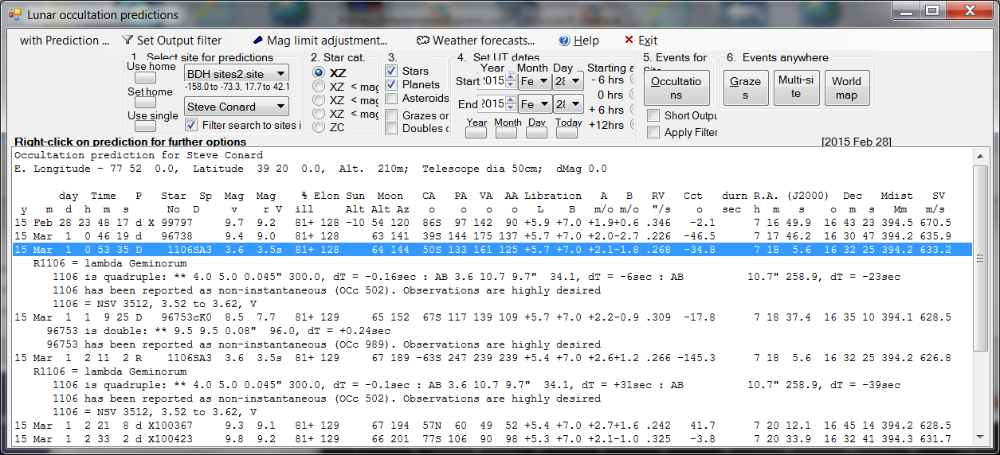 Lunar occultation predictions
with Prediction ... Set Output filter Mag limit adjustment... Weather forecasts... Help Exit
1. Select site for predictions
Use home
BDH sites2.site
-158.0 to -73.3, 17.7 to 42.1
Set home
Steve Conard
Use single
Filter search to sites i
2. Star cat.
XZ
XZ < mag
XZ < mag
XZ < mag
ZC
3.
Stars
Planets
Asteroids
Grazes or
Doubles o
4. Set UT dates
Year Month Day Starting a
Start 2015 Fe 28 - 6 hrs
0 hrs
End 2015 Fe 28 + 6 hrs
Year Month Day Today +12hrs
5. Events for
Occultatio
ns
Short Outpu
Apply Filter
6. Events anywhere
Graze
s
Multi-si
te
World
map
Right-click on prediction for further options [2015 Feb 28]
Occultation prediction for Steve Conard
E. Longitude - 77 52 0.0, Latitude 39 20 0.0, Alt. 210m; Telescope dia 50cm; dMag 0.0
day Time P Star Sp Mag Mag % Elon Sun Moon CA PA VA AA Libration A B RV Cct durn R.A. (J2000) Dec Mdist SV
y m d h m s No D v r V ill Alt Alt Az o o o o L B m/o m/o "/s o sec h m s o m s Mm m/s
15 Feb 28 23 48 17 d X 99797 9.7 9.2 81+ 128 -10 54 120 86S 97 142 90 +5.9 +7.0 +1.9+0.6 .346 -2.1 7 16 49.9 16 43 23 394.5 670.5
15 Mar 1 0 46 19 d 96738 9.4 9.0 81+ 128 63 141 39S 144 175 137 +5.7 +7.0 +2.0-2.7 .226 -46.5 7 17 46.2 16 30 47 394.2 635.9
15 Mar 1 0 53 35 D 1106SA3 3.6 3.5s 81+ 128 64 144 50S 133 161 125 +5.7 +7.0 +2.1-1.8 .268 -34.8 7 18 5.6 16 32 25 394.2 633.2
R1106 = lambda Geminorum
1106 is quadruple: ** 4.0 5.0 0.045" 300.0, dT = -0.16sec : AB 3.6 10.7 9.7" 34.1, dT = -6sec : AB 10.7" 258.9, dT = -23sec
1106 has been reported as non-instantaneous (OCc 502). Observations are highly desired
1106 = NSV 3512, 3.52 to 3.62, V
15 Mar 1 1 9 25 D 96753cK0 8.5 7.7 81+ 129 65 152 67S 117 139 109 +5.7 +7.0 +2.2-0.9 .309 -17.8 7 18 37.4 16 35 10 394.1 628.5
96753 is double: ** 9.5 9.5 0.08" 96.0, dT = +0.24sec
96753 has been reported as non-instantaneous (OCc 989). Observations are highly desired
15 Mar 1 2 11 2 R 1106SA3 3.6 3.5s 81+ 129 67 189 -63S 247 239 239 +5.4 +7.0 +2.6+1.2 .266 -145.3 7 18 5.6 16 32 25 394.2 626.8
R1106 = lambda Geminorum
1106 is quadruple: ** 4.0 5.0 0.045" 300.0, dT = -0.1sec : AB 3.6 10.7 9.7" 34.1, dT = +31sec : AB 10.7" 258.9, dT = -39sec
1106 has been reported as non-instantaneous (OCc 502). Observations are highly desired
1106 = NSV 3512, 3.52 to 3.62, V
15 Mar 1 2 21 8 d X100367 9.3 9.1 81+ 129 67 194 57N 60 49 52 +5.4 +7.0 +2.7+1.6 .242 41.7 7 20 12.1 16 45 14 394.2 628.5
15 Mar 1 2 33 2 d X100423 9.8 9.2 81+ 129 66 201 77S 106 90 98 +5.3 +7.0 +2.1-1.0 .325 -3.8 7 20 33.9 16 32 41 394.3 631.7